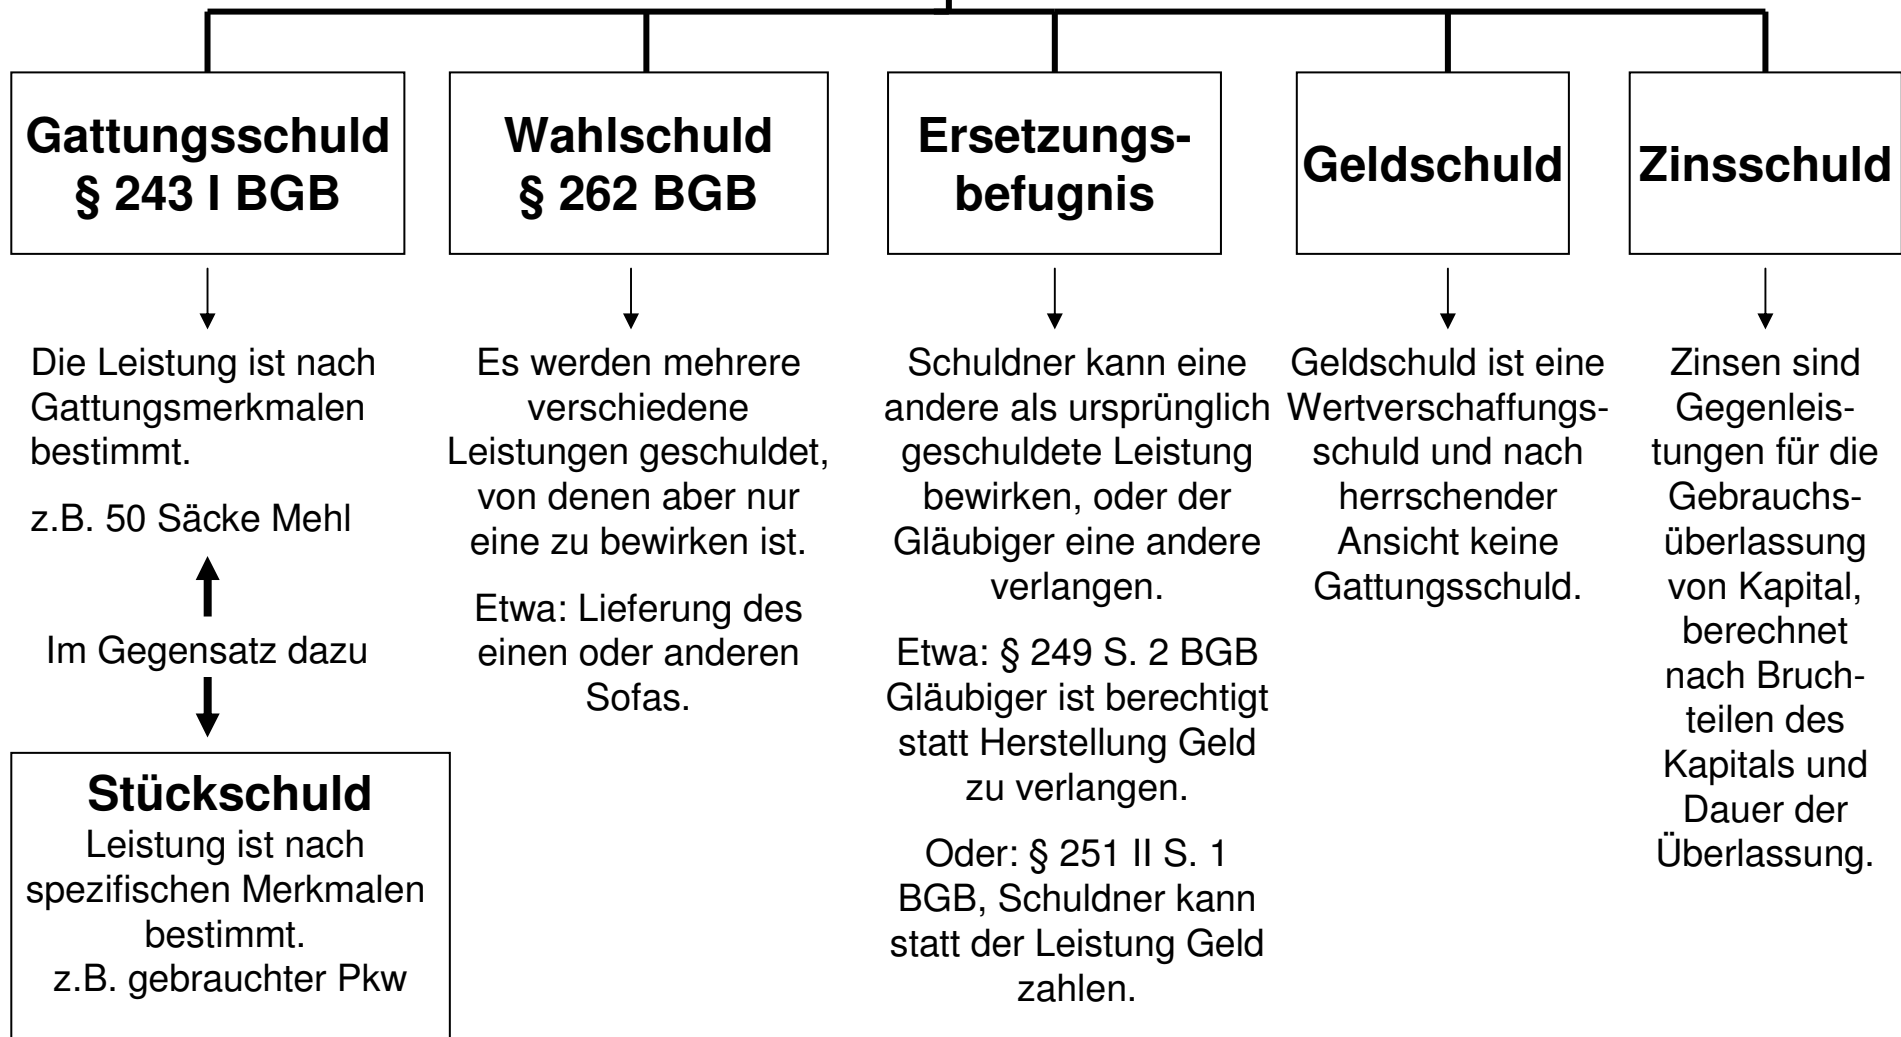 Gattungsschuld
§ 243 I BGB
Die Leistung ist nach
Gattungsmerkmalen
bestimmt.
z.B. 50 Säcke Mehl
Im Gegensatz dazu
Stückschuld
Leistung ist nach
spezifischen Merkmalen
bestimmt.
z.B. gebrauchter Pkw
Wahlschuld
§ 262 BGB
Es werden mehrere
verschiedene
Leistungen geschuldet,
von denen aber nur
eine zu bewirken ist.
Etwa: Lieferung des
einen oder anderen
Sofas.
Ersetzungs-
befugnis
Schuldner kann eine
andere als ursprünglich
geschuldete Leistung
bewirken, oder der
Gläubiger eine andere
verlangen.
Etwa: § 249 S. 2 BGB
Gläubiger ist berechtigt
statt Herstellung Geld
zu verlangen.
Oder: § 251 II S. 1
BGB, Schuldner kann
statt der Leistung Geld
zahlen.
Geldschuld
Geldschuld ist eine
Wertverschaffungs-
schuld und nach
herrschender
Ansicht keine
Gattungsschuld.
Zinsschuld
Zinsen sind
Gegenleis-
tungen für die
Gebrauchs-
überlassung
von Kapital,
berechnet
nach Bruch-
teilen des
Kapitals und
Dauer der
Überlassung.